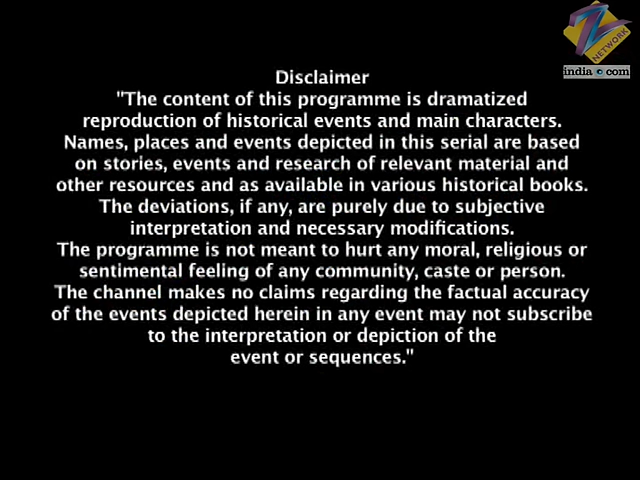 Z
NETWORK
india.com
Disclaimer
"The content of this programme is dramatized
reproduction of historical events and main characters.
Names, places and events depicted in this serial are based
on stories, events and research of relevant material and
other resources and as available in various historical books.
The deviations, if any, are purely due to subjective
interpretation and necessary modifications.
The programme is not meant to hurt any moral, religious or
sentimental feeling of any community, caste or person.
The channel makes no claims regarding the factual accuracy
of the events depicted herein in any event may not subscribe
to the interpretation or depiction of the
event or sequences."